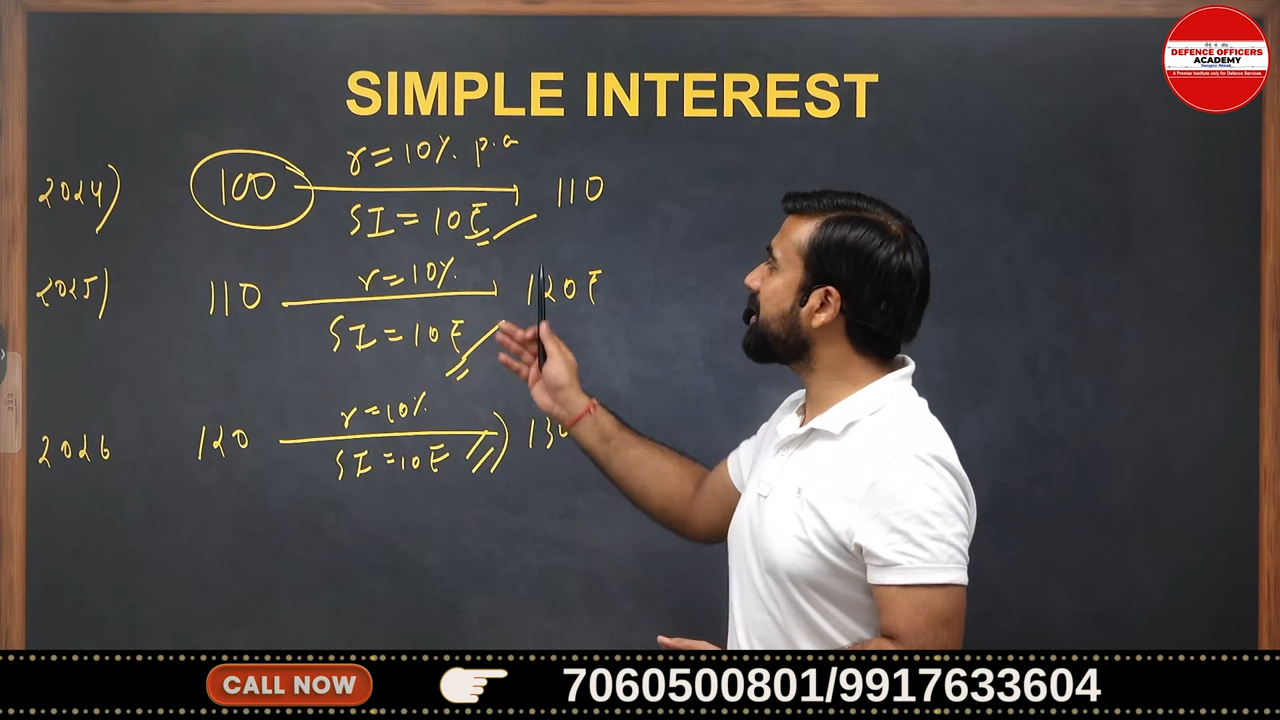 DEFENCE OFFICERS
ACADEMY
A Premier Institute only for Defence Services
SIMPLE INTEREST
r = 10%. p.a
2024) 100 110
SI = 10₹
r = 10%.
2025) 110 120₹
SI = 10₹
r = 10%
2026 120 130
SI = 10₹
CALL NOW 7060500801/9917633604